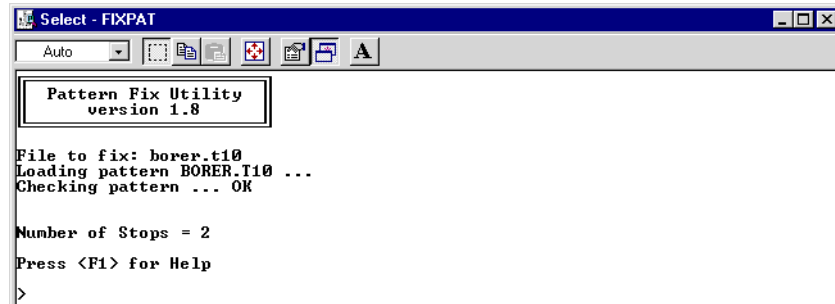 Select - FIXPAT
Auto
A
Pattern Fix Utility
version 1.8
File to fix: borer.t10
Loading pattern BORER.T10 ...
Checking pattern ... OK
Number of Stops = 2
Press <F1> for Help
>